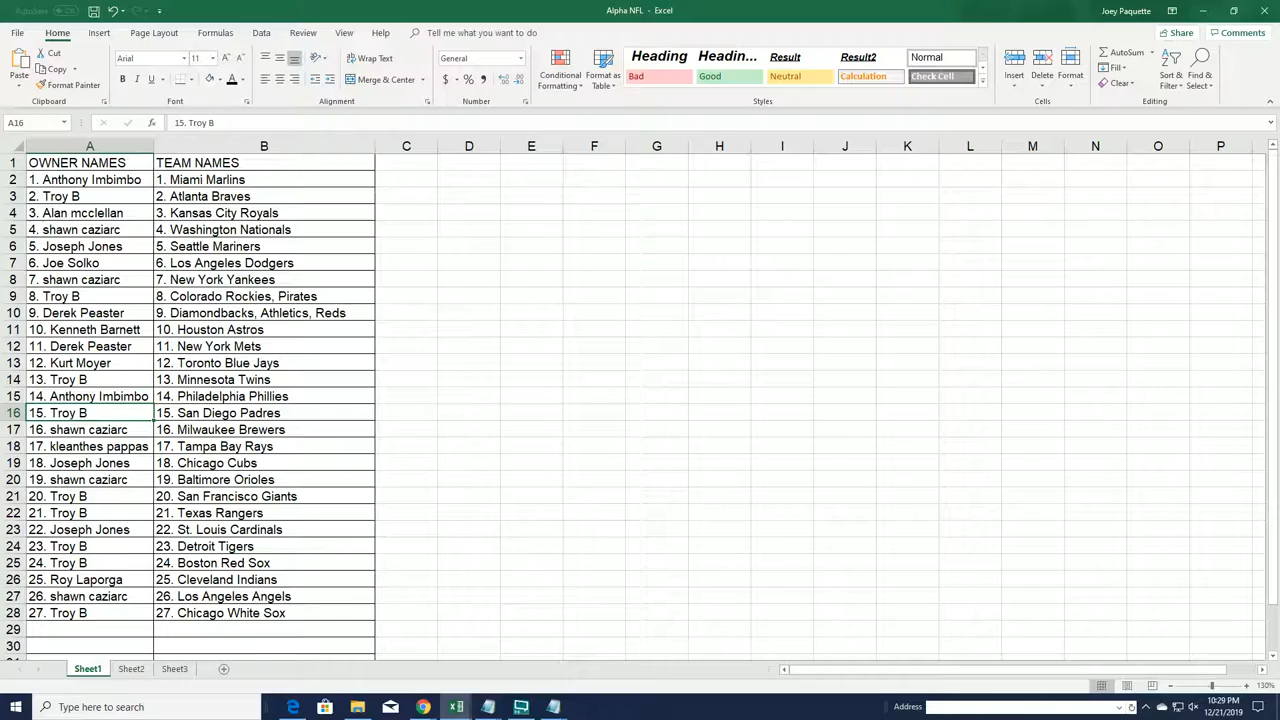 AutoSave
Alpha NFL - Excel
Joey Paquette
File Home Insert Page Layout Formulas Data Review View Help Tell me what you want to do
Share Comments
Paste
Cut
Copy
Format Painter
Clipboard
Arial 11
B I U
Font
Wrap Text
Merge & Center
Alignment
General
$ % ,
Number
Conditional Formatting
Format as Table
Heading Headin... Result Result2 Normal
Bad Good Neutral Calculation Check Cell
Styles
Insert Delete Format
Cells
AutoSum
Fill
Clear
Sort & Filter
Find & Select
Editing
A16 fx 15. Troy B
A B C D E F G H I J K L M N O P
1 OWNER NAMES TEAM NAMES
2 1. Anthony Imbimbo 1. Miami Marlins
3 2. Troy B 2. Atlanta Braves
4 3. Alan mcclellan 3. Kansas City Royals
5 4. shawn caziarc 4. Washington Nationals
6 5. Joseph Jones 5. Seattle Mariners
7 6. Joe Solko 6. Los Angeles Dodgers
8 7. shawn caziarc 7. New York Yankees
9 8. Troy B 8. Colorado Rockies, Pirates
10 9. Derek Peaster 9. Diamondbacks, Athletics, Reds
11 10. Kenneth Barnett 10. Houston Astros
12 11. Derek Peaster 11. New York Mets
13 12. Kurt Moyer 12. Toronto Blue Jays
14 13. Troy B 13. Minnesota Twins
15 14. Anthony Imbimbo 14. Philadelphia Phillies
16 15. Troy B 15. San Diego Padres
17 16. shawn caziarc 16. Milwaukee Brewers
18 17. kleanthes pappas 17. Tampa Bay Rays
19 18. Joseph Jones 18. Chicago Cubs
20 19. shawn caziarc 19. Baltimore Orioles
21 20. Troy B 20. San Francisco Giants
22 21. Troy B 21. Texas Rangers
23 22. Joseph Jones 22. St. Louis Cardinals
24 23. Troy B 23. Detroit Tigers
25 24. Troy B 24. Boston Red Sox
26 25. Roy Laporga 25. Cleveland Indians
27 26. shawn caziarc 26. Los Angeles Angels
28 27. Troy B 27. Chicago White Sox
29
30
Sheet1 Sheet2 Sheet3
130%
Type here to search
Address
10:29 PM
12/21/2019